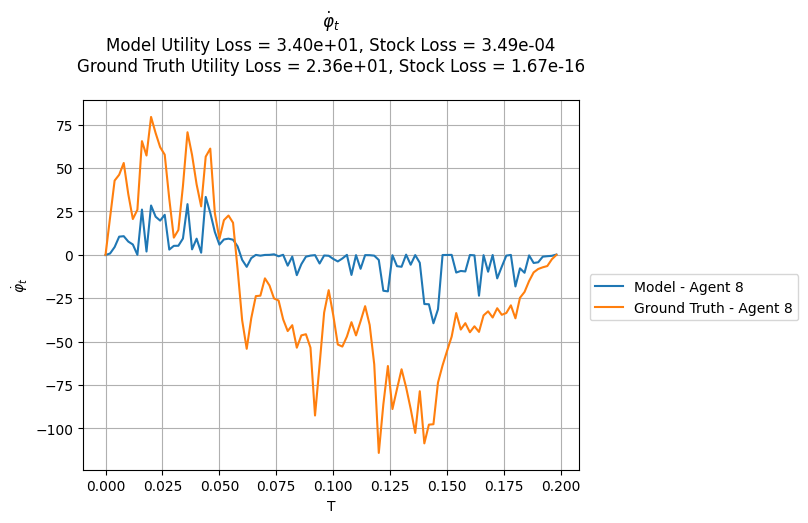 φ̇ₜ
Model Utility Loss = 3.40e+01, Stock Loss = 3.49e-04
Ground Truth Utility Loss = 2.36e+01, Stock Loss = 1.67e-16
75
50
25
0
−25
−50
−75
−100
φ̇ₜ
0.000 0.025 0.050 0.075 0.100 0.125 0.150 0.175 0.200
T
Model - Agent 8
Ground Truth - Agent 8